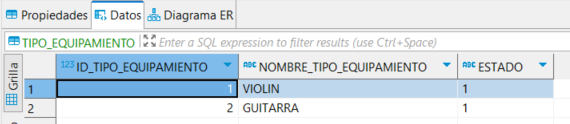 Propiedades Datos Diagrama ER
TIPO_EQUIPAMIENTO Enter a SQL expression to filter results (use Ctrl+Space)
Grilla
123 ID_TIPO_EQUIPAMIENTO ABC NOMBRE_TIPO_EQUIPAMIENTO ABC ESTADO
1 1 VIOLIN 1
2 2 GUITARRA 1